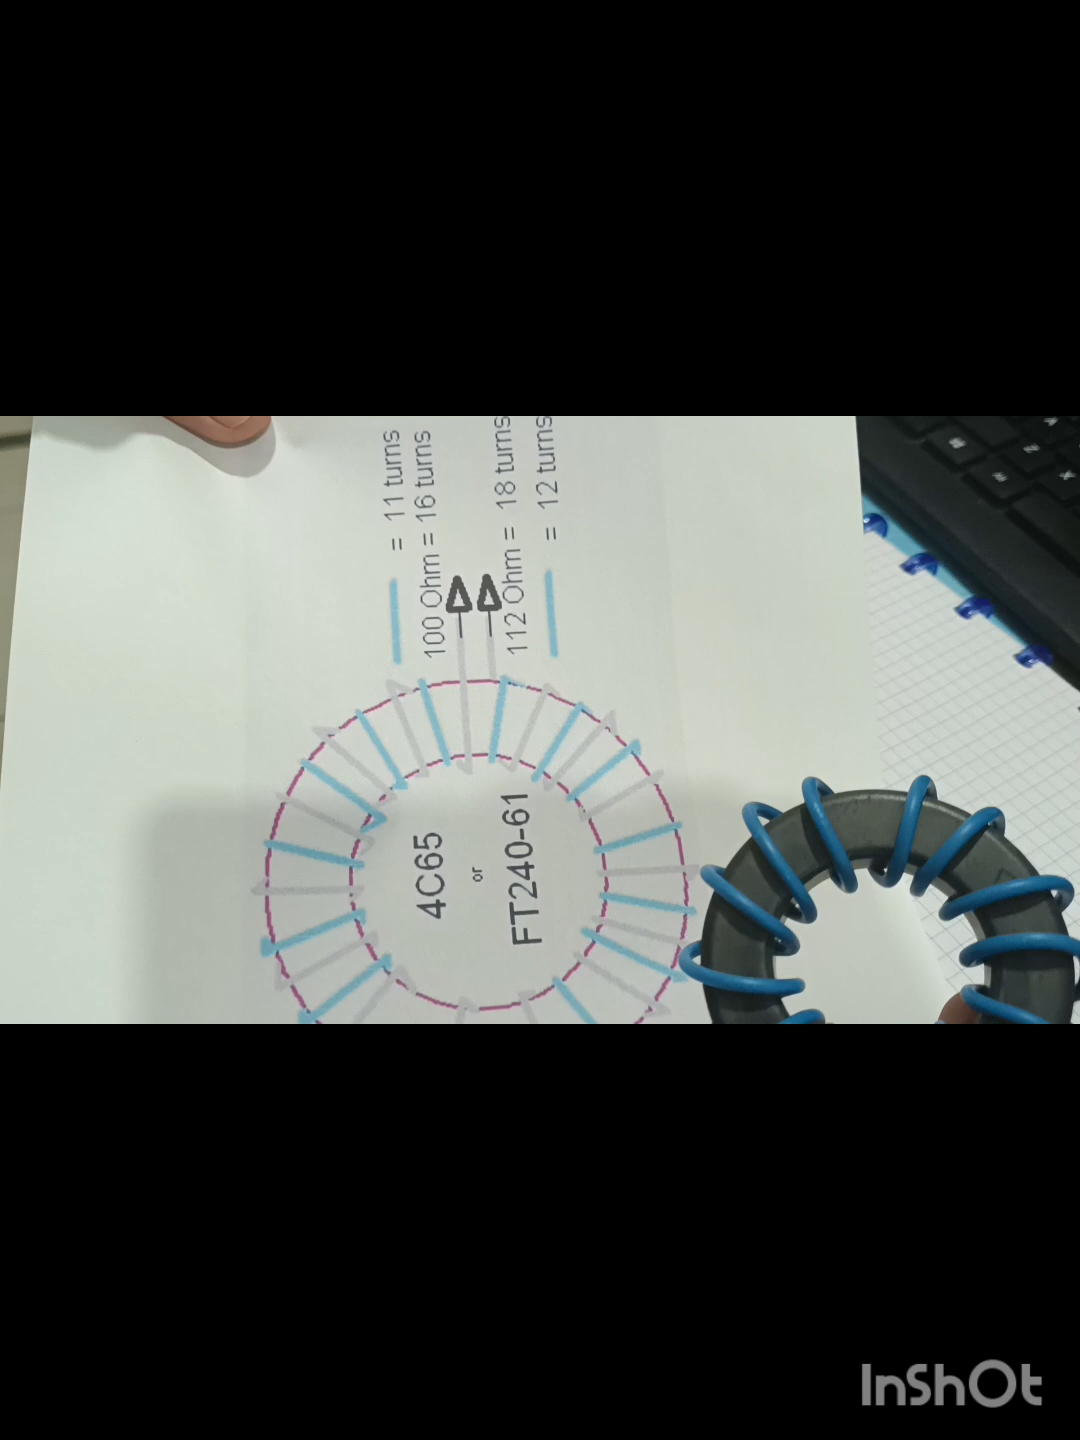 = 11 turns
100 Ohm = 16 turns
112 Ohm = 18 turns
= 12 turns
4C65
or
FT240-61
InShOt